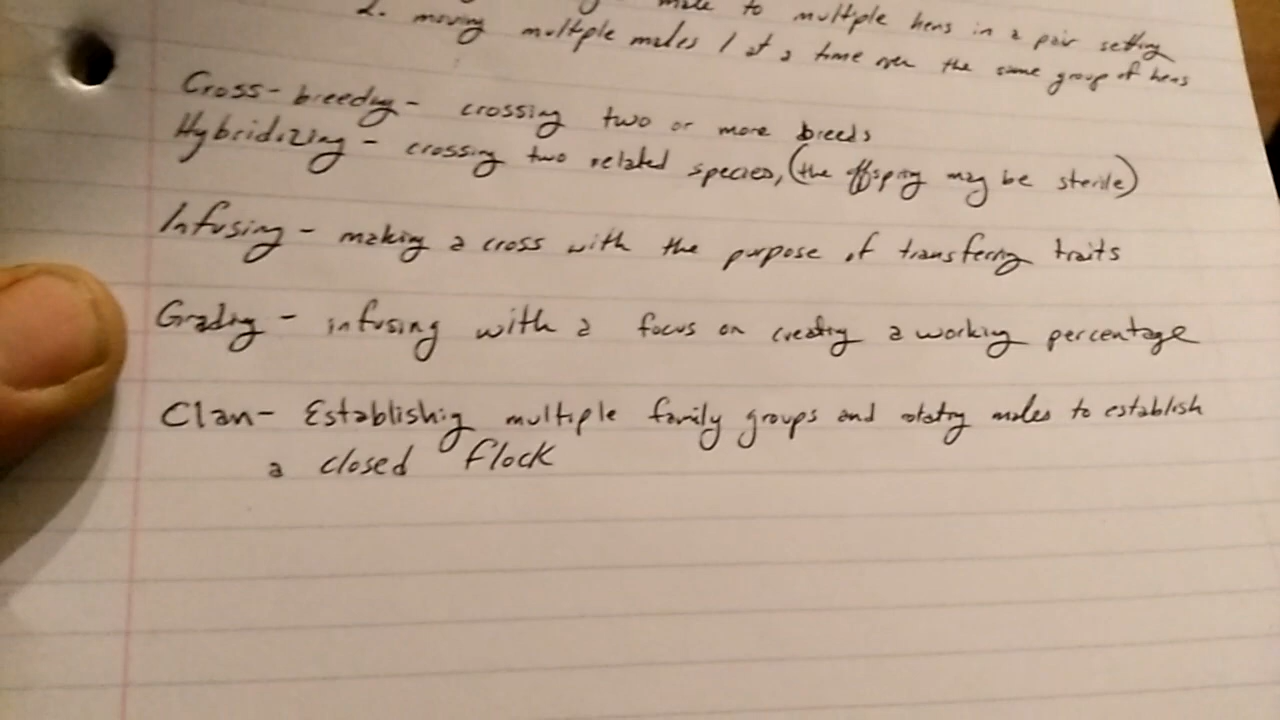 male to multiple hens in a pair setting
2. moving multiple males 1 at a time over the same group of hens
Cross-breeding - crossing two or more breeds
Hybridizing - crossing two related species, (the offspring may be sterile)
Infusing - making a cross with the purpose of transferring traits
Grading - infusing with a focus on creating a working percentage
Clan - Establishing multiple family groups and rotating males to establish
a closed flock